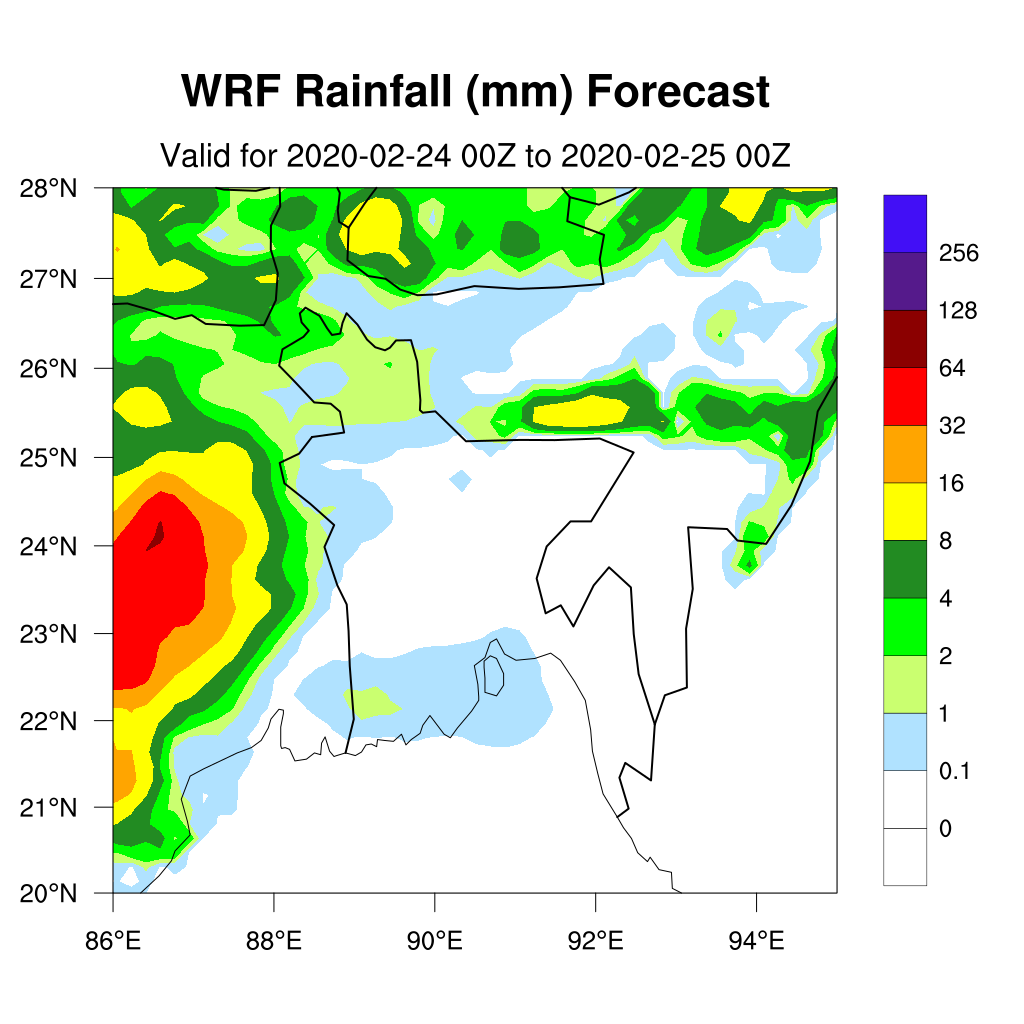 WRF Rainfall (mm) Forecast
Valid for 2020-02-24 00Z to 2020-02-25 00Z
28°N
27°N
26°N
25°N
24°N
23°N
22°N
21°N
20°N
86°E
88°E
90°E
92°E
94°E
256
128
64
32
16
8
4
2
1
0.1
0